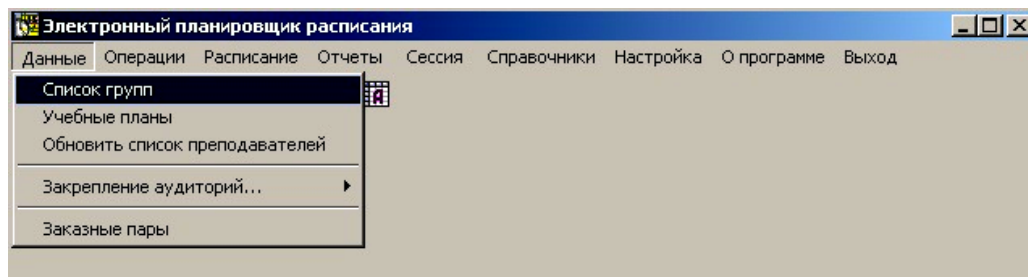 Электронный планировщик расписания
Данные Операции Расписание Отчеты Сессия Справочники Настройка О программе Выход
Список групп
Учебные планы
Обновить список преподавателей
Закрепление аудиторий...
Заказные пары